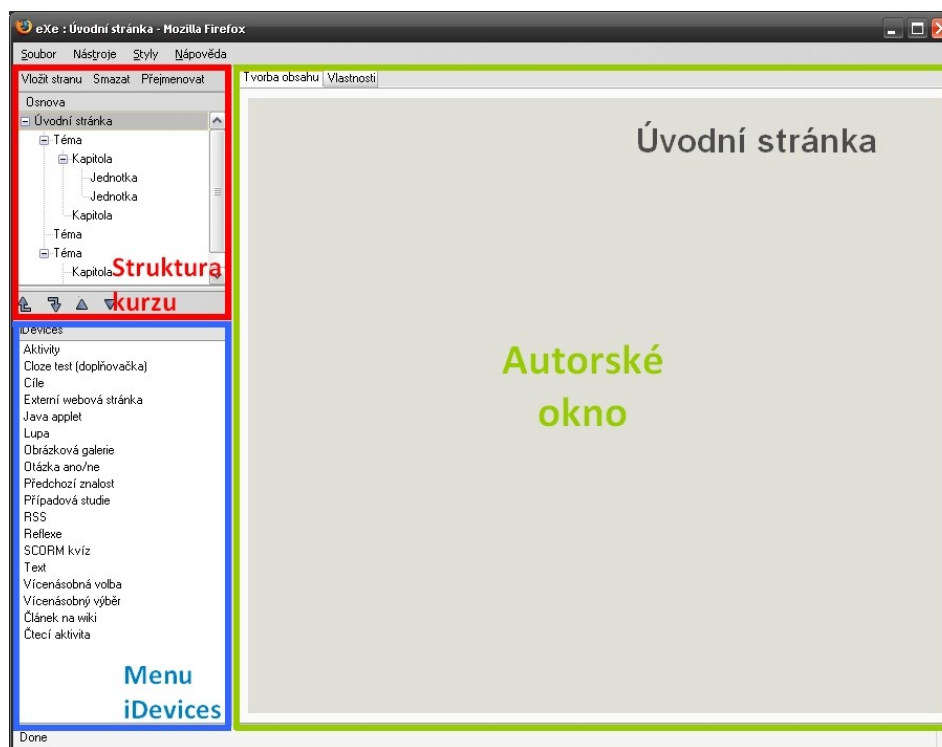 eXe : Úvodní stránka - Mozilla Firefox
Soubor Nástroje Styly Nápověda
Vložit stranu Smazat Přejmenovat
Osnova
Úvodní stránka
Téma
Kapitola
Jednotka
Jednotka
Kapitola
Téma
Téma
Kapitola
Struktura
kurzu
iDevices
Aktivity
Cloze test (doplňovačka)
Cíle
Externí webová stránka
Java applet
Lupa
Obrázková galerie
Otázka ano/ne
Předchozí znalost
Případová studie
RSS
Reflexe
SCORM kvíz
Text
Vícenásobná volba
Vícenásobný výběr
Článek na wiki
Čtecí aktivita
Menu
iDevices
Tvorba obsahu Vlastnosti
Úvodní stránka
Autorské
okno
Done